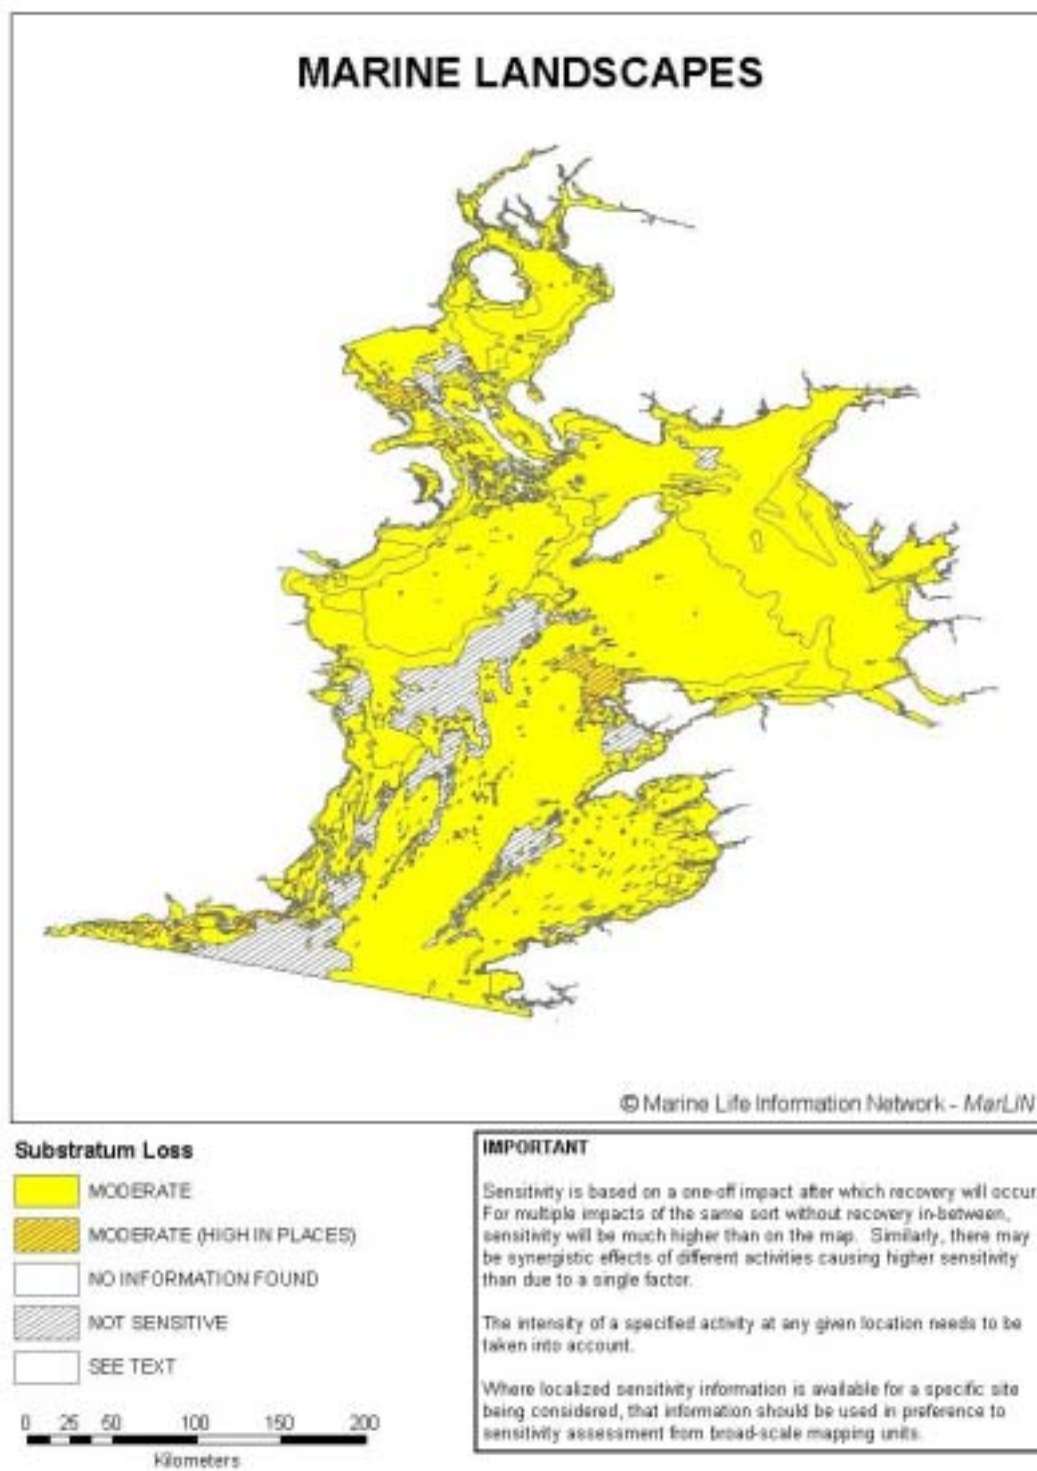 MARINE LANDSCAPES
© Marine Life Information Network - MarLIN
Substratum Loss
MODERATE
MODERATE (HIGH IN PLACES)
NO INFORMATION FOUND
NOT SENSITIVE
SEE TEXT
0 25 50 100 150 200
Kilometers
IMPORTANT
Sensitivity is based on a one-off impact after which recovery will occur
For multiple impacts of the same sort without recovery in-between,
sensitivity will be much higher than on the map. Similarly, there may
be synergistic effects of different activities causing higher sensitivity
than due to a single factor.
The intensity of a specified activity at any given location needs to be
taken into account.
Where localized sensitivity information is available for a specific site
being considered, that information should be used in preference to
sensitivity assessment from broad-scale mapping units.